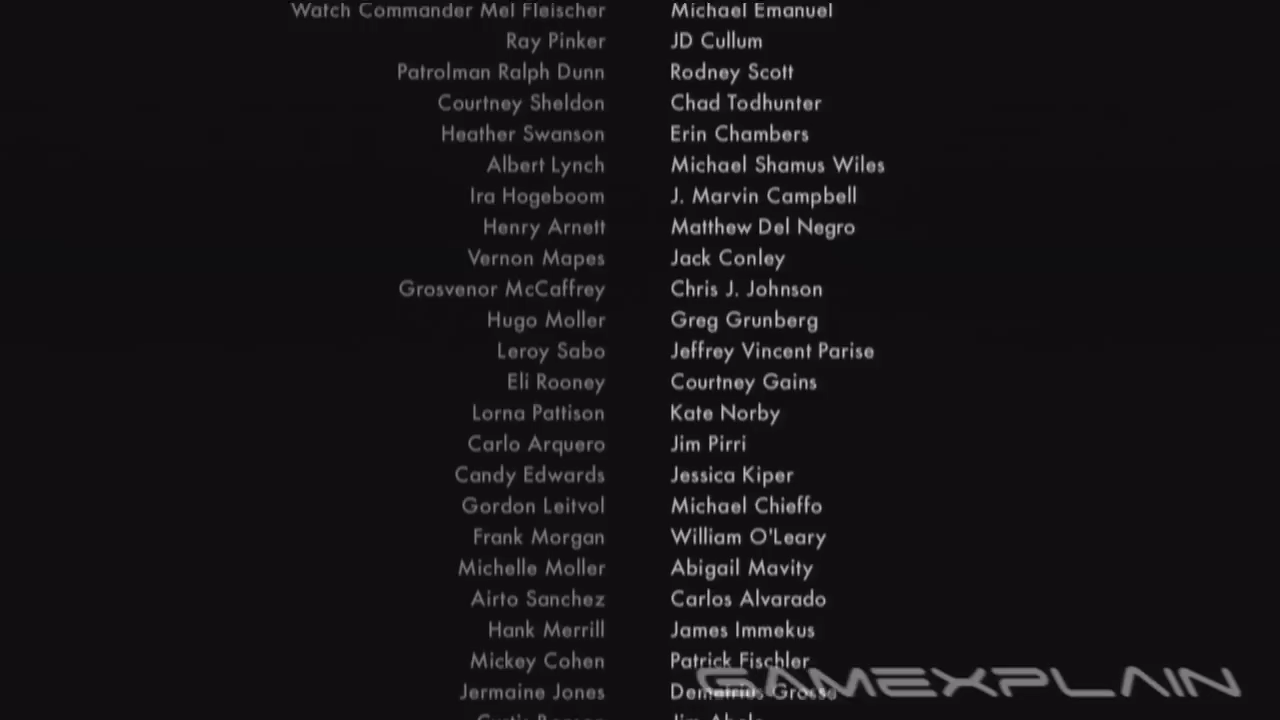 Watch Commander Mel Fleischer Michael Emanuel
Ray Pinker JD Cullum
Patrolman Ralph Dunn Rodney Scott
Courtney Sheldon Chad Todhunter
Heather Swanson Erin Chambers
Albert Lynch Michael Shamus Wiles
Ira Hogeboom J. Marvin Campbell
Henry Arnett Matthew Del Negro
Vernon Mapes Jack Conley
Grosvenor McCaffrey Chris J. Johnson
Hugo Moller Greg Grunberg
Leroy Sabo Jeffrey Vincent Parise
Eli Rooney Courtney Gains
Lorna Pattison Kate Norby
Carlo Arquero Jim Pirri
Candy Edwards Jessica Kiper
Gordon Leitvol Michael Chieffo
Frank Morgan William O'Leary
Michelle Moller Abigail Mavity
Airto Sanchez Carlos Alvarado
Hank Merrill James Immekus
Mickey Cohen Patrick Fischler
GAMEXPLAIN
Jermaine Jones Demetrius Grosse